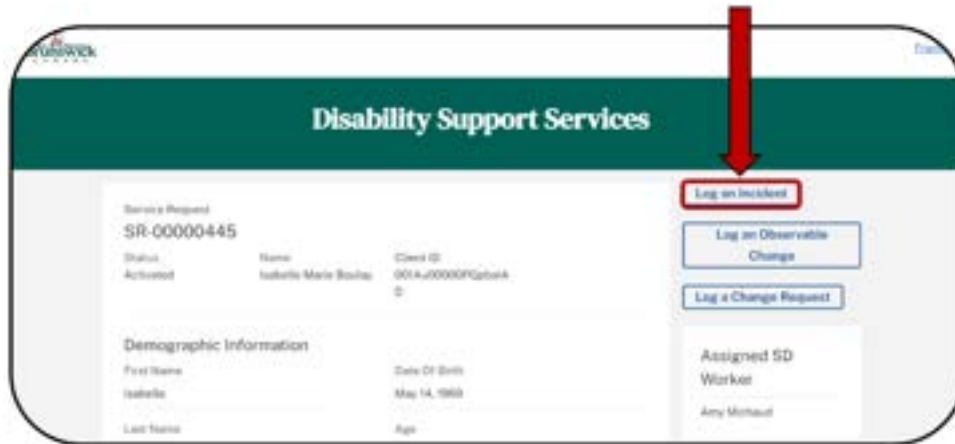 Brunswick
CANADA
Disability Support Services
Log an Incident
Service Request
SR-00000445
Status
Name
Client ID
Activated
Isabelle Marie Boulay
Log an Observable
Change
Log a Change Request
Demographic Information
First Name
Date Of Birth
Isabelle
May 14, 1969
Last Name
Age
Assigned SD
Worker
Amy Michaud